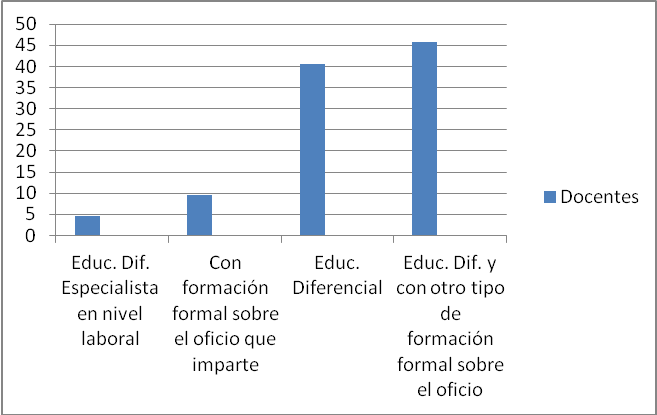 50
45
40
35
30
25
20
15
10
5
0
Educ. Dif.
Especialista
en nivel
laboral
Con
formación
formal sobre
el oficio que
imparte
Educ.
Diferencial
Educ. Dif. y
con otro tipo
de
formación
formal sobre
el oficio
Docentes